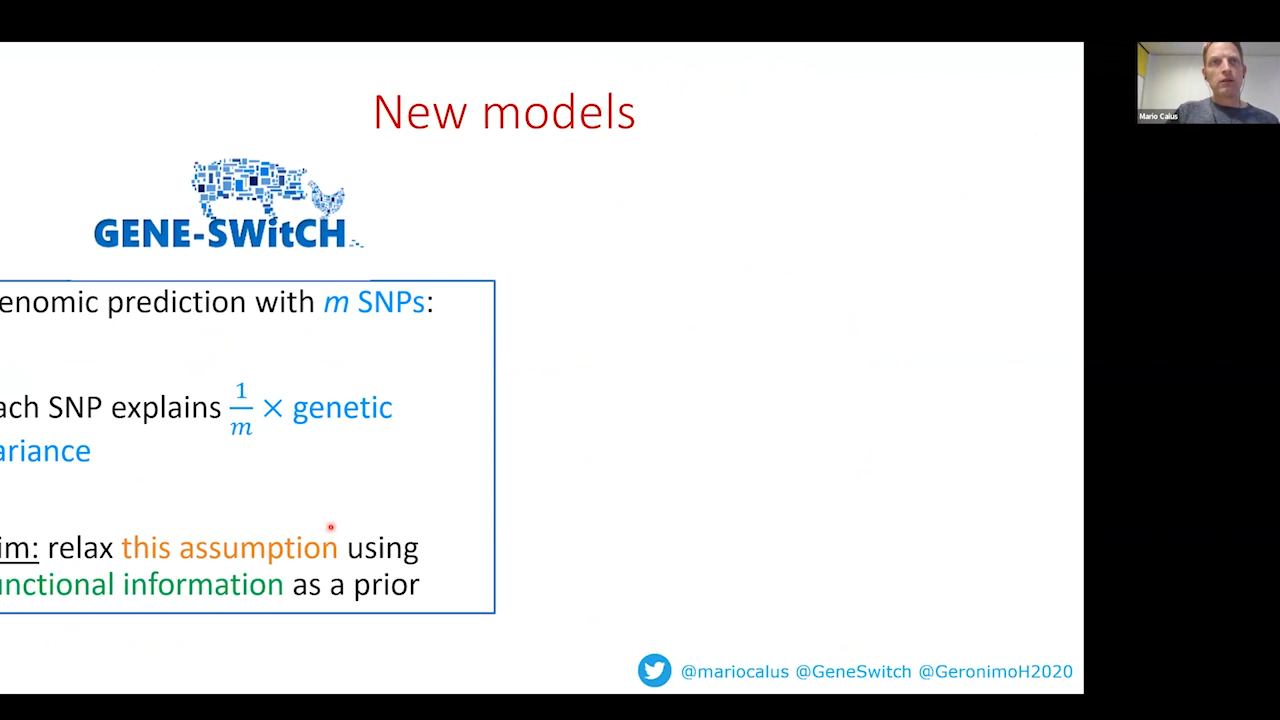 New models
GENE-SWitCH
enomic prediction with m SNPs:
ach SNP explains 1/m × genetic
ariance
im: relax this assumption using
unctional information as a prior
@mariocalus @GeneSwitch @GeronimoH2020
Mario Calus